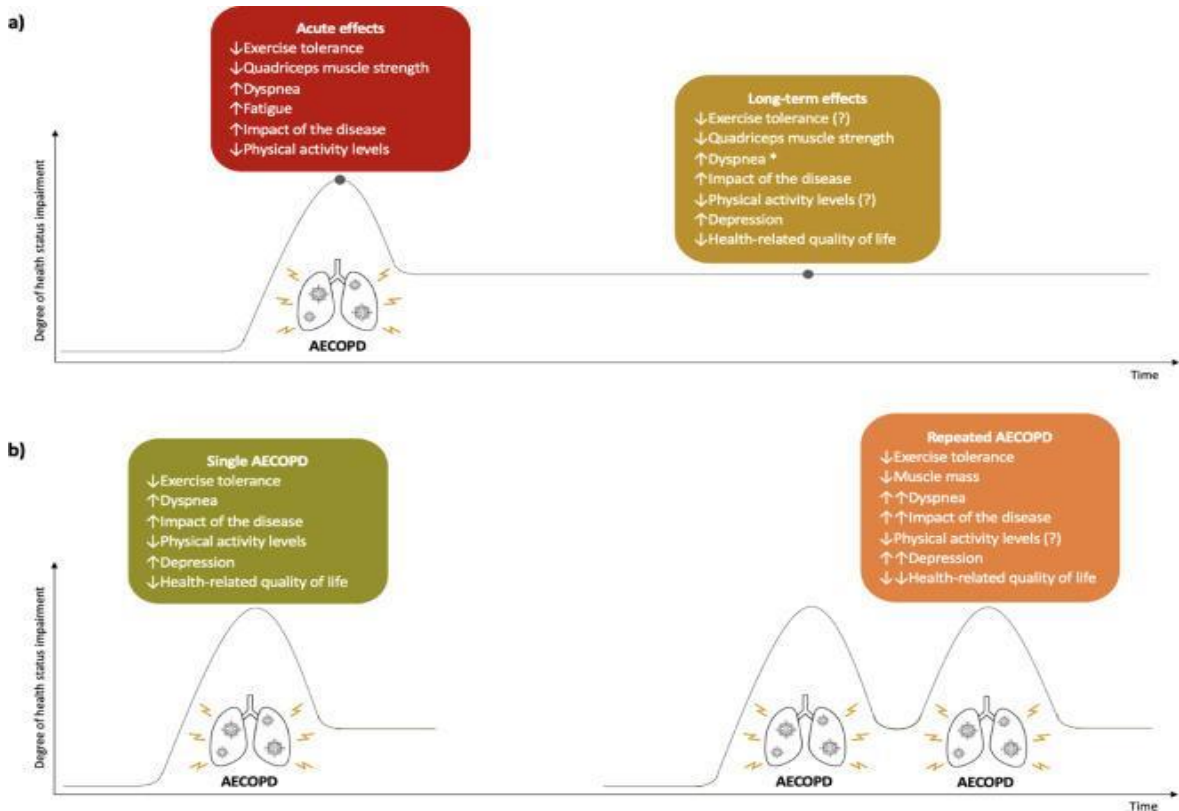 a)
Acute effects
↓Exercise tolerance
↓Quadriceps muscle strength
↑Dyspnea
↑Fatigue
↑Impact of the disease
↓Physical activity levels
Long-term effects
↓Exercise tolerance (?)
↓Quadriceps muscle strength
↑Dyspnea *
↑Impact of the disease
↓Physical activity levels (?)
↑Depression
↓Health-related quality of life
Degree of health status impairment
AECOPD
Time
b)
Single AECOPD
↓Exercise tolerance
↑Dyspnea
↑Impact of the disease
↓Physical activity levels
↑Depression
↓Health-related quality of life
Repeated AECOPD
↓Exercise tolerance
↓Muscle mass
↑↑Dyspnea
↑↑Impact of the disease
↓Physical activity levels (?)
↑↑Depression
↓↓Health-related quality of life
Degree of health status impairment
AECOPD
AECOPD
AECOPD
Time